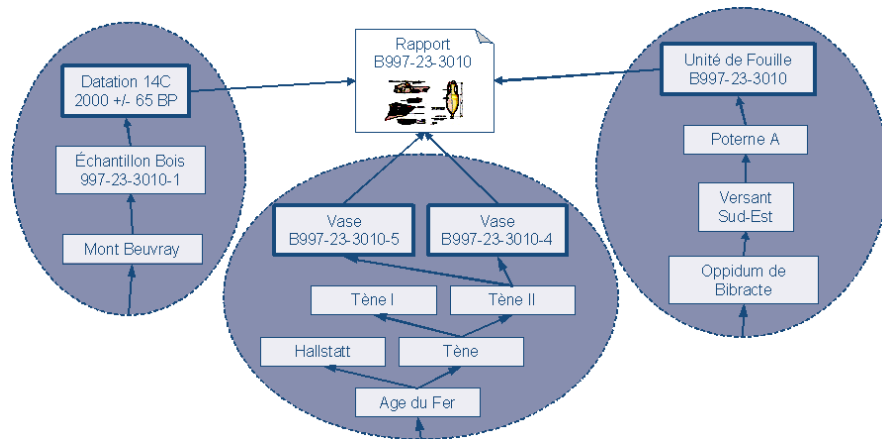 Rapport
B997-23-3010
Datation 14C
2000 +/- 65 BP
Échantillon Bois
997-23-3010-1
Mont Beuvray
Vase
B997-23-3010-5
Vase
B997-23-3010-4
Tène I
Tène II
Hallstatt
Tène
Age du Fer
Unité de Fouille
B997-23-3010
Poterne A
Versant
Sud-Est
Oppidum de
Bibracte